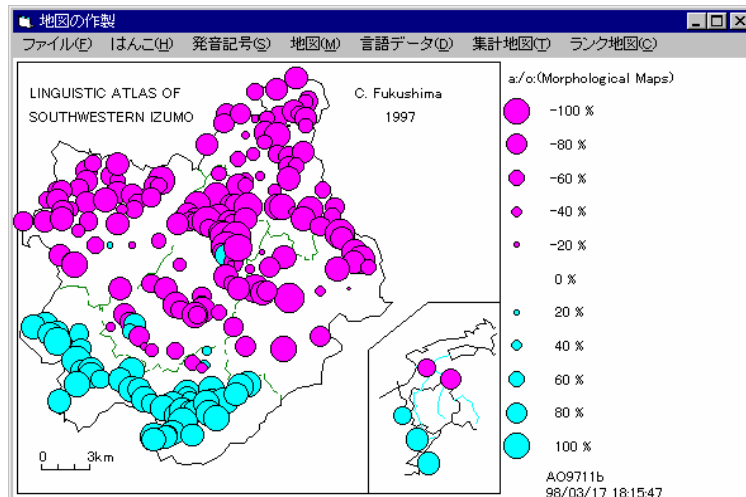 地図の作製
ファイル(F) はんこ(H) 発音記号(S) 地図(M) 言語データ(D) 集計地図(T) ランク地図(C)
LINGUISTIC ATLAS OF
SOUTHWESTERN IZUMO
C. Fukushima
1997
a:/o:(Morphological Maps)
-100 %
-80 %
-60 %
-40 %
-20 %
0 %
20 %
40 %
60 %
80 %
100 %
0 3km
AO9711b
98/03/17 18:15:47